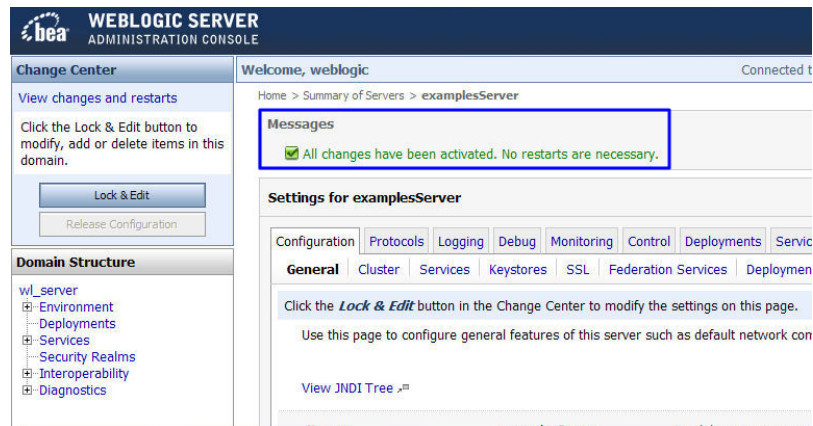 bea
WEBLOGIC SERVER
ADMINISTRATION CONSOLE
Change Center
View changes and restarts
Click the Lock & Edit button to
modify, add or delete items in this
domain.
Lock & Edit
Release Configuration
Domain Structure
wl_server
Environment
Deployments
Services
Security Realms
Interoperability
Diagnostics
Welcome, weblogic
Connected t
Home > Summary of Servers > examplesServer
Messages
All changes have been activated. No restarts are necessary.
Settings for examplesServer
Configuration Protocols Logging Debug Monitoring Control Deployments Servic
General Cluster Services Keystores SSL Federation Services Deploymen
Click the Lock & Edit button in the Change Center to modify the settings on this page.
Use this page to configure general features of this server such as default network com
View JNDI Tree